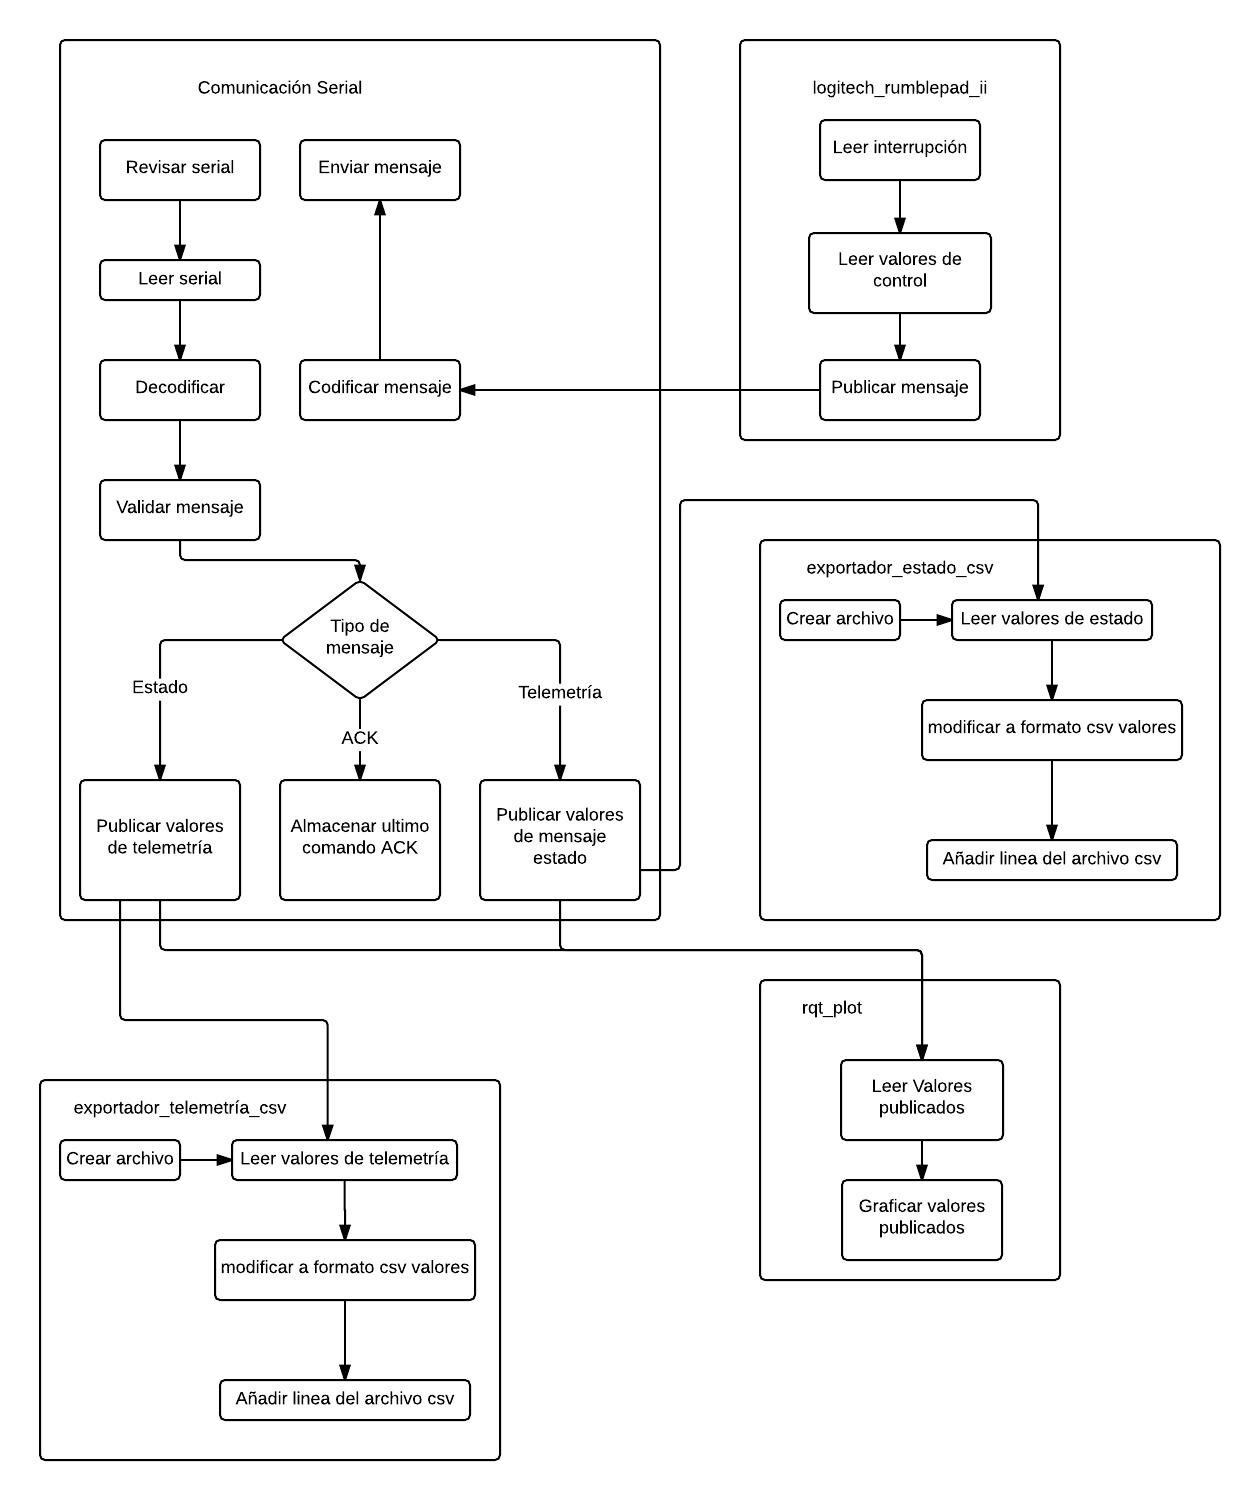 Comunicación Serial
Revisar serial
Enviar mensaje
Leer serial
Decodificar
Codificar mensaje
Validar mensaje
Tipo de
mensaje
Estado
Telemetría
ACK
Publicar valores
de telemetría
Almacenar ultimo
comando ACK
Publicar valores
de mensaje
estado
logitech_rumblepad_ii
Leer interrupción
Leer valores de
control
Publicar mensaje
exportador_estado_csv
Crear archivo
Leer valores de estado
modificar a formato csv valores
Añadir linea del archivo csv
rqt_plot
Leer Valores
publicados
Graficar valores
publicados
exportador_telemetría_csv
Crear archivo
Leer valores de telemetría
modificar a formato csv valores
Añadir linea del archivo csv